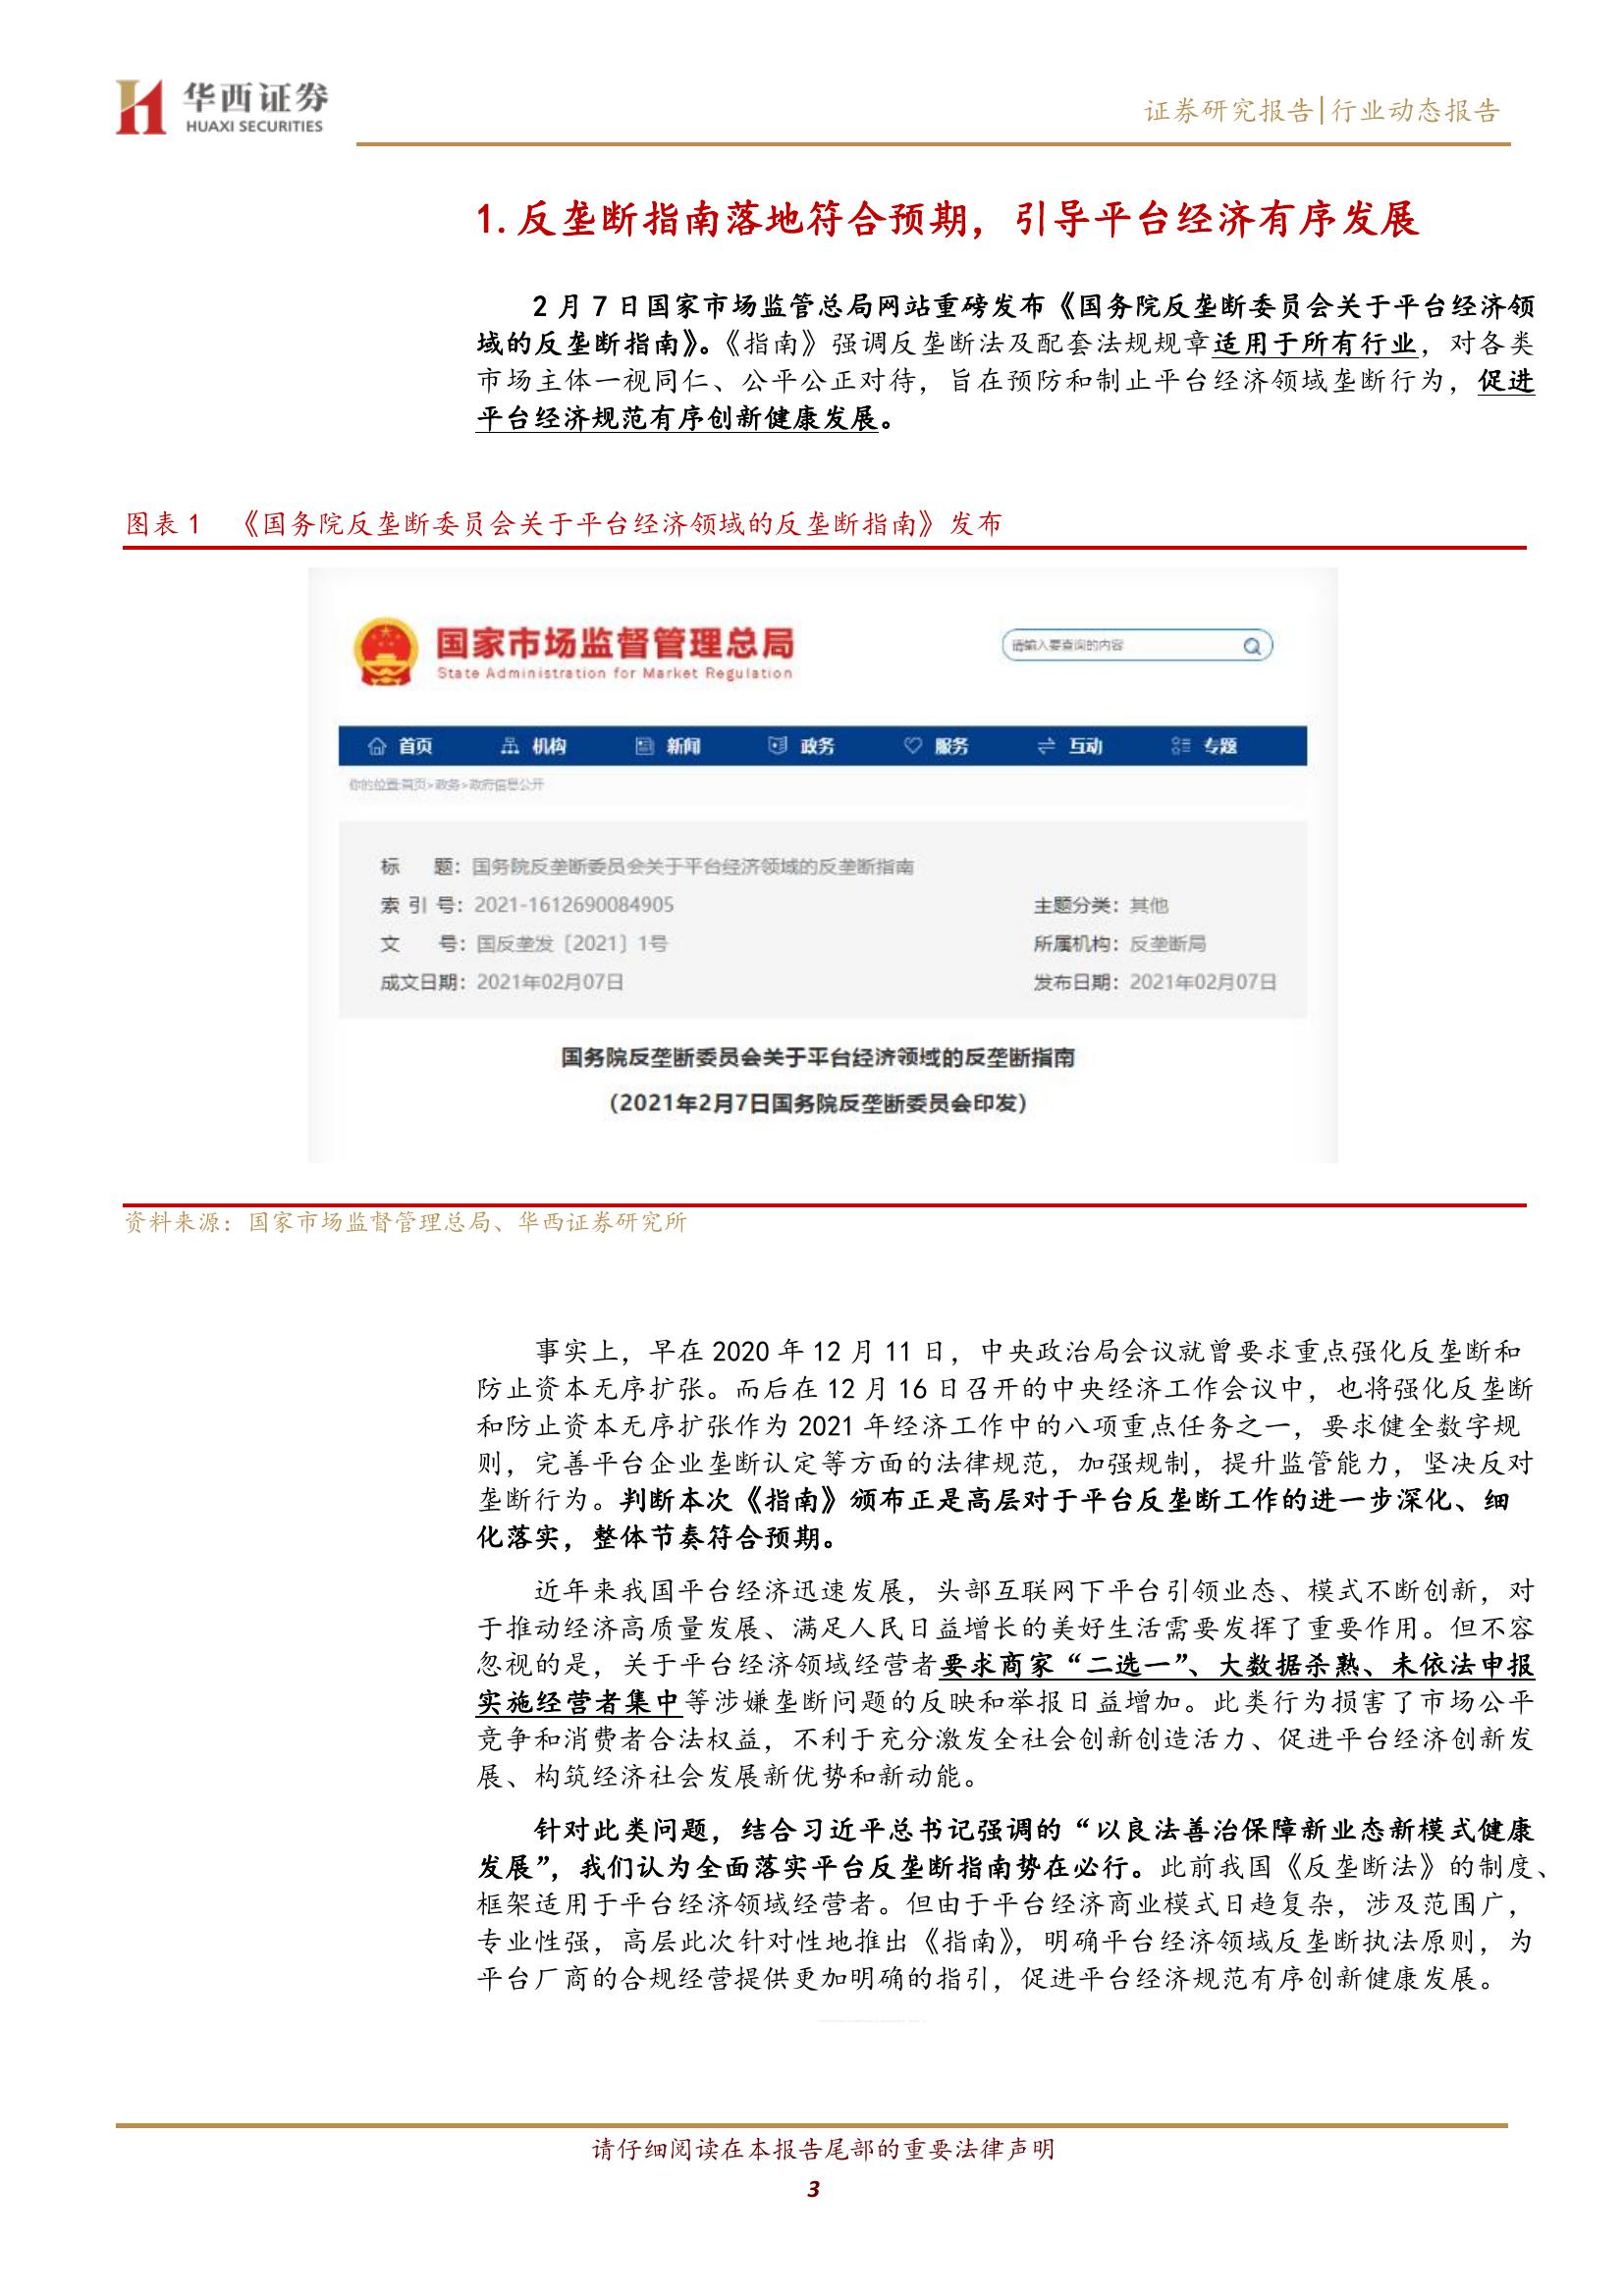 华西证券
HUAXI SECURITIES
证券研究报告|行业动态报告
1.反垄断指南落地符合预期，引导平台经济有序发展
2 月 7 日国家市场监管总局网站重磅发布《国务院反垄断委员会关于平台经济领
域的反垄断指南》。《指南》强调反垄断法及配套法规规章适用于所有行业，对各类
市场主体一视同仁、公平公正对待，旨在预防和制止平台经济领域垄断行为，促进
平台经济规范有序创新健康发展。
图表 1 《国务院反垄断委员会关于平台经济领域的反垄断指南》发布
国家市场监督管理总局
State Administration for Market Regulation
请输入要查询的内容
首页 机构 新闻 政务 服务 互动 专题
你的位置:首页>政务>政府信息公开
标 题：国务院反垄断委员会关于平台经济领域的反垄断指南
索 引 号：2021-1612690084905 主题分类：其他
文 号：国反垄发〔2021〕1号 所属机构：反垄断局
成文日期：2021年02月07日 发布日期：2021年02月07日
国务院反垄断委员会关于平台经济领域的反垄断指南
（2021年2月7日国务院反垄断委员会印发）
资料来源：国家市场监督管理总局、华西证券研究所
事实上，早在 2020 年 12 月 11 日，中央政治局会议就曾要求重点强化反垄断和
防止资本无序扩张。而后在 12 月 16 日召开的中央经济工作会议中，也将强化反垄断
和防止资本无序扩张作为 2021 年经济工作中的八项重点任务之一，要求健全数字规
则，完善平台企业垄断认定等方面的法律规范，加强规制，提升监管能力，坚决反对
垄断行为。判断本次《指南》颁布正是高层对于平台反垄断工作的进一步深化、细
化落实，整体节奏符合预期。
近年来我国平台经济迅速发展，头部互联网下平台引领业态、模式不断创新，对
于推动经济高质量发展、满足人民日益增长的美好生活需要发挥了重要作用。但不容
忽视的是，关于平台经济领域经营者要求商家“二选一”、大数据杀熟、未依法申报
实施经营者集中等涉嫌垄断问题的反映和举报日益增加。此类行为损害了市场公平
竞争和消费者合法权益，不利于充分激发全社会创新创造活力、促进平台经济创新发
展、构筑经济社会发展新优势和新动能。
针对此类问题，结合习近平总书记强调的“以良法善治保障新业态新模式健康
发展”，我们认为全面落实平台反垄断指南势在必行。此前我国《反垄断法》的制度、
框架适用于平台经济领域经营者。但由于平台经济商业模式日趋复杂，涉及范围广，
专业性强，高层此次针对性地推出《指南》，明确平台经济领域反垄断执法原则，为
平台厂商的合规经营提供更加明确的指引，促进平台经济规范有序创新健康发展。
请仔细阅读在本报告尾部的重要法律声明
3